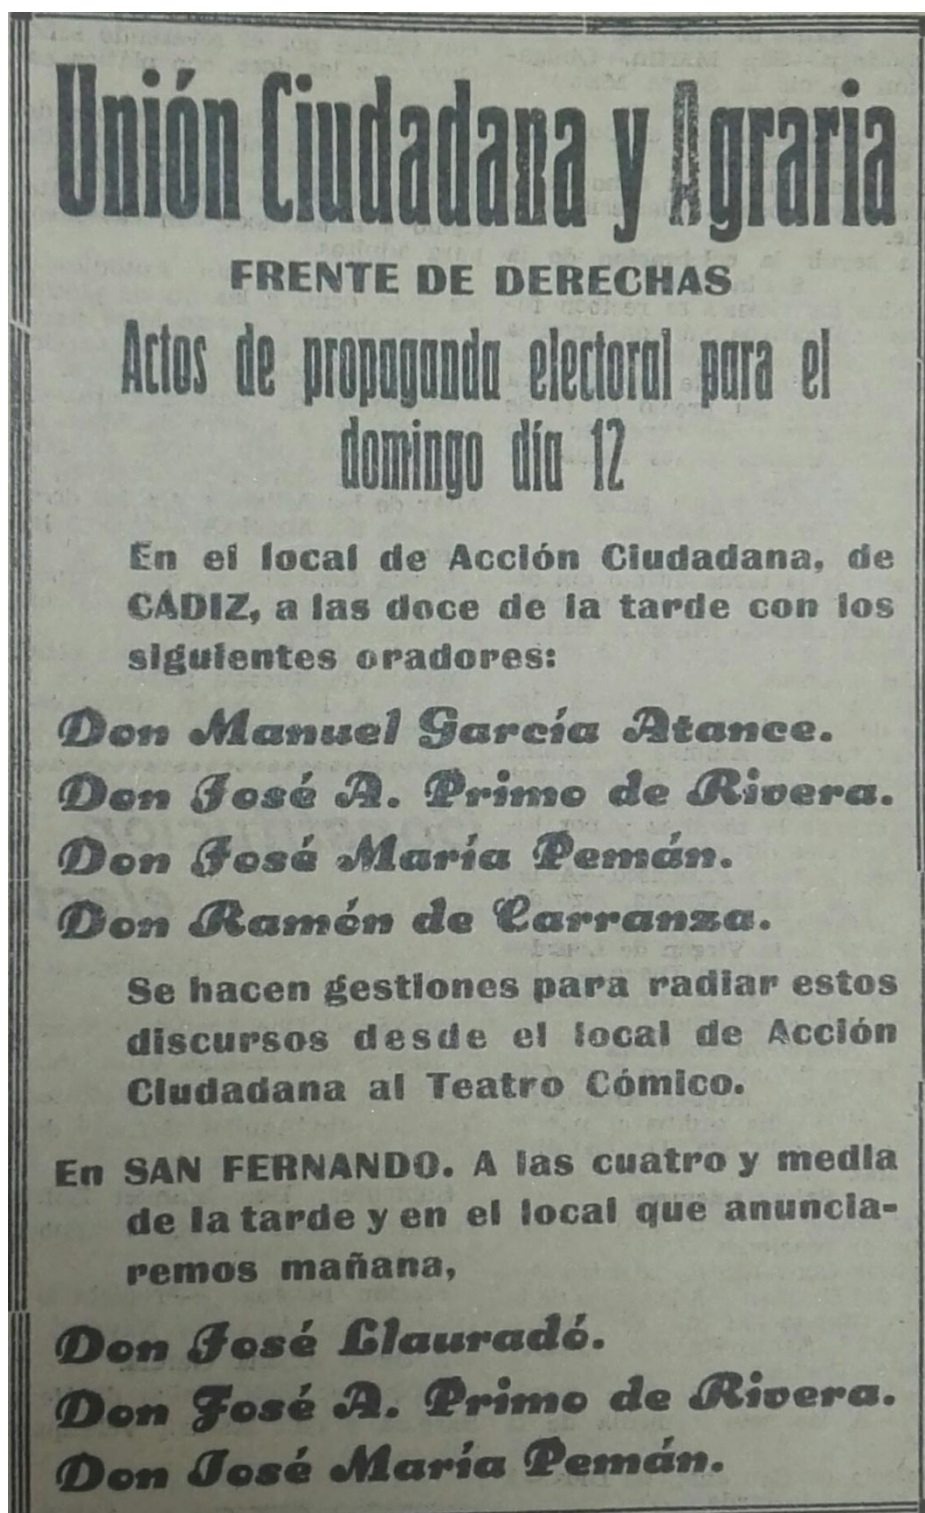 Unión Ciudadana y Agraria
FRENTE DE DERECHAS
Actos de propaganda electoral para el
domingo día 12
En el local de Acción Ciudadana, de
CÁDIZ, a las doce de la tarde con los
siguientes oradores:
Don Manuel García Atance.
Don José A. Primo de Rivera.
Don José María Pemán.
Don Ramón de Carranza.
Se hacen gestiones para radiar estos
discursos desde el local de Acción
Ciudadana al Teatro Cómico.
En SAN FERNANDO. A las cuatro y media
de la tarde y en el local que anuncia-
remos mañana,
Don José Llauradó.
Don José A. Primo de Rivera.
Don José María Pemán.